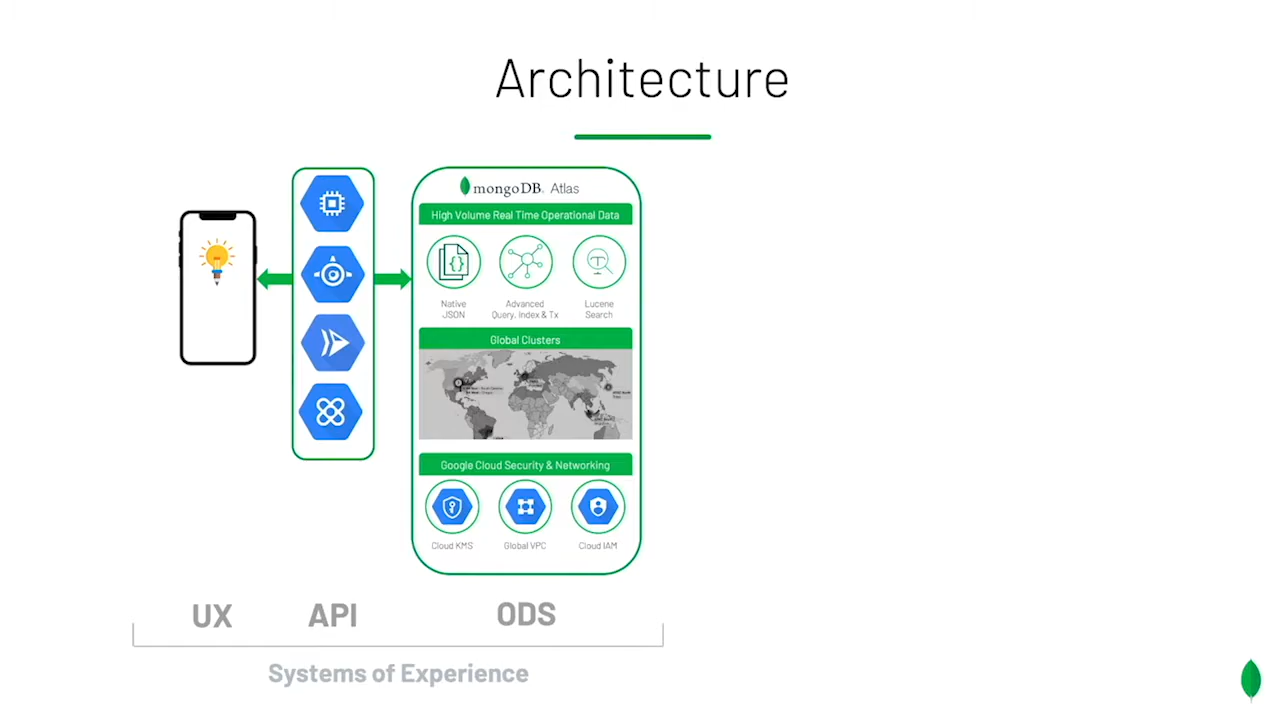 Architecture
mongoDB. Atlas
High Volume Real Time Operational Data
Native
JSON
Advanced
Query, Index & Tx
Lucene
Search
Global Clusters
Google Cloud Security & Networking
Cloud KMS
Global VPC
Cloud IAM
UX
API
ODS
Systems of Experience